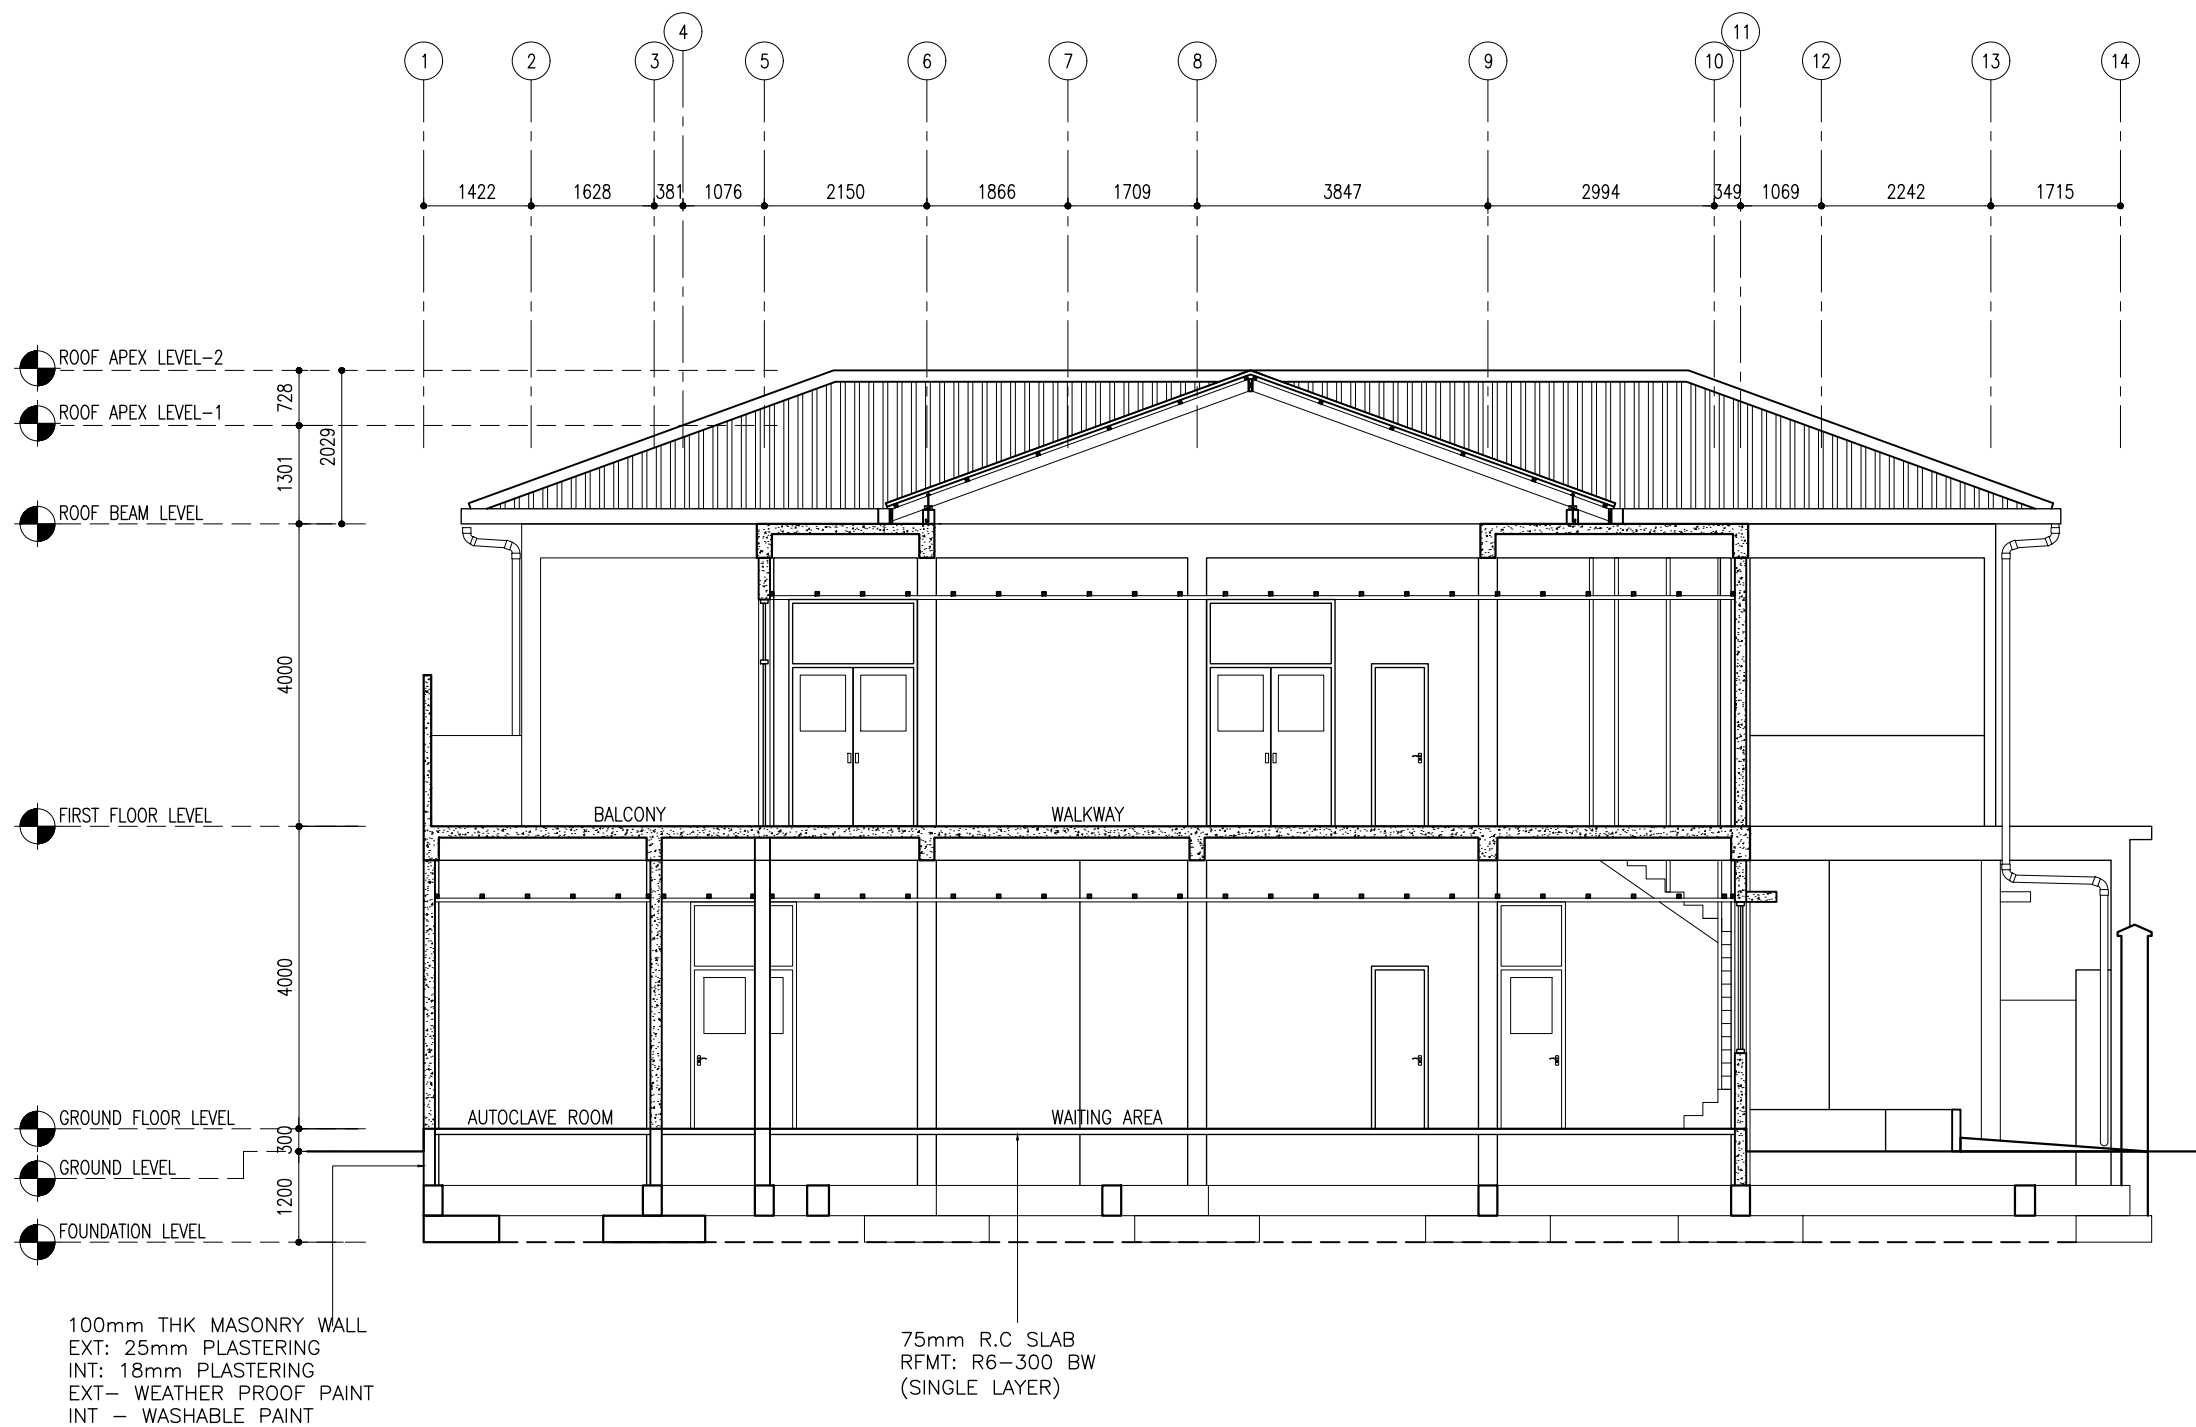 4 11
1 2 3 5 6 7 8 9 10 12 13 14
1422 1628 381 1076 2150 1866 1709 3847 2994 349 1069 2242 1715
ROOF APEX LEVEL-2
728
ROOF APEX LEVEL-1
2029
1301
ROOF BEAM LEVEL
4000
FIRST FLOOR LEVEL
BALCONY WALKWAY
4000
GROUND FLOOR LEVEL
AUTOCLAVE ROOM WAITING AREA
300
GROUND LEVEL
1200
FOUNDATION LEVEL
100mm THK MASONRY WALL
EXT: 25mm PLASTERING
INT: 18mm PLASTERING
EXT- WEATHER PROOF PAINT
INT - WASHABLE PAINT
75mm R.C SLAB
RFMT: R6-300 BW
(SINGLE LAYER)